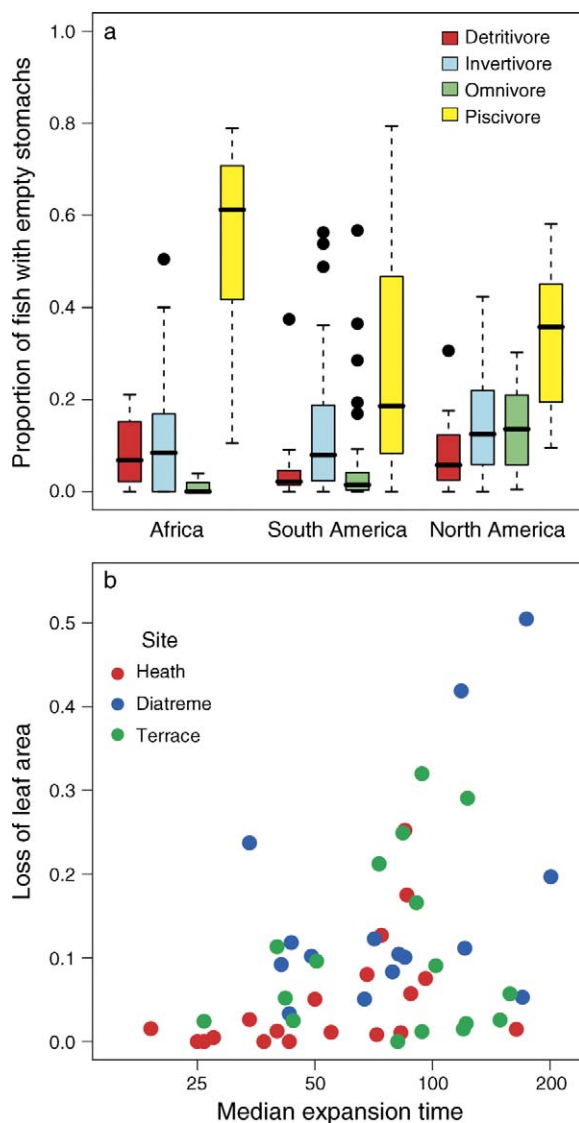 a
Detritivore
Invertivore
Omnivore
Piscivore
Proportion of fish with empty stomachs
1.0
0.8
0.6
0.4
0.2
0.0
Africa South America North America
b
Site
Heath
Diatreme
Terrace
Loss of leaf area
0.5
0.4
0.3
0.2
0.1
0.0
25 50 100 200
Median expansion time